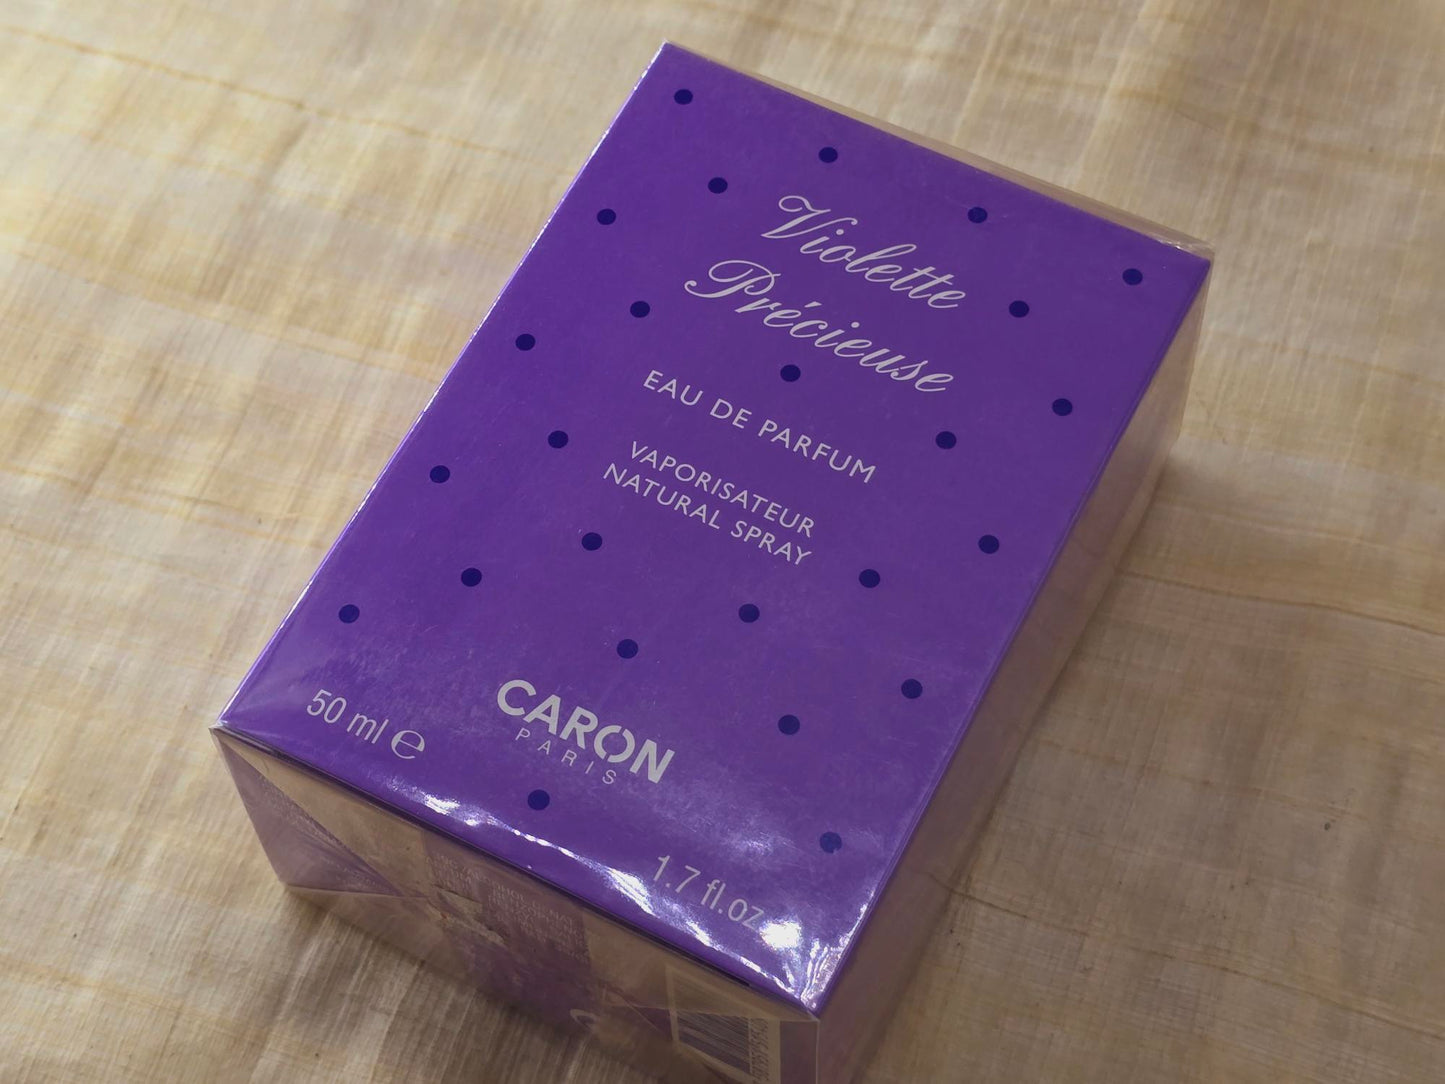 Violette
Précieuse
EAU DE PARFUM
VAPORISATEUR
NATURAL SPRAY
CARON
PARIS
50 ml ℮
1.7 fl.oz